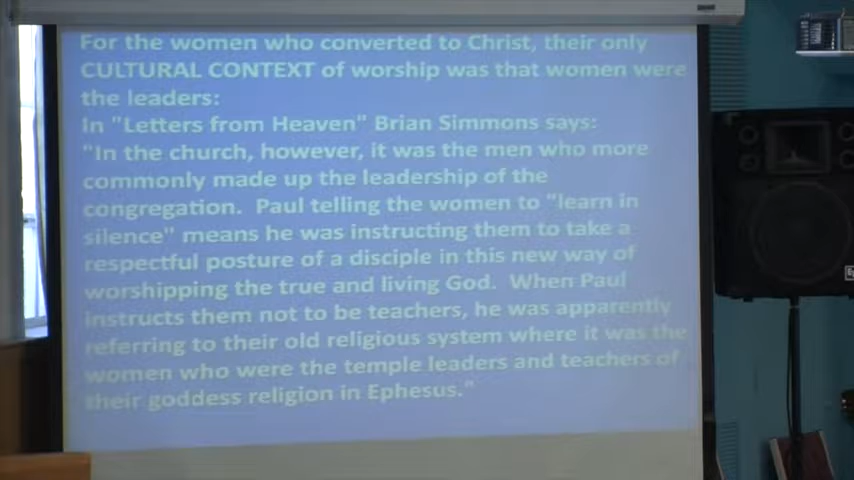 For the women who converted to Christ, their only
CULTURAL CONTEXT of worship was that women were
the leaders:
In "Letters from Heaven" Brian Simmons says:
"In the church, however, it was the men who more
commonly made up the leadership of the
congregation. Paul telling the women to "learn in
silence" means he was instructing them to take a
respectful posture of a disciple in this new way of
worshipping the true and living God. When Paul
instructs them not to be teachers, he was apparently
referring to their old religious system where it was the
women who were the temple leaders and teachers of
their goddess religion in Ephesus."